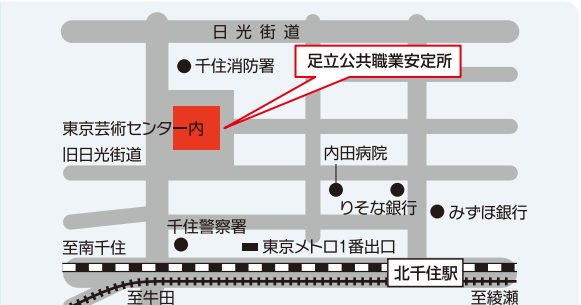 日光街道
千住消防署
足立公共職業安定所
東京芸術センター内
旧日光街道
内田病院
りそな銀行
みずほ銀行
千住警察署
至南千住
東京メトロ1番出口
北千住駅
至牛田
至綾瀬